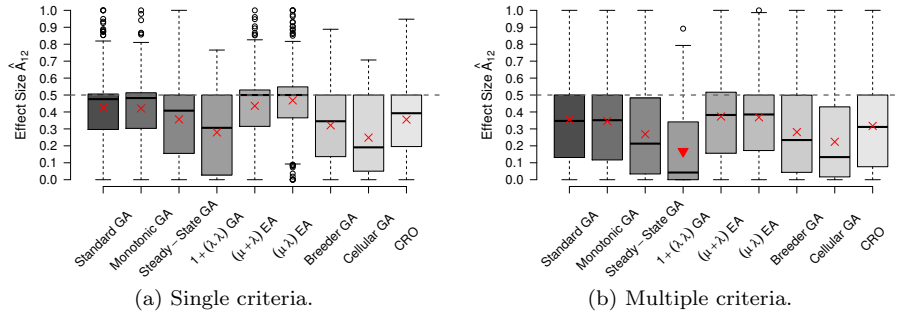 Effect Size Â12
1.0
0.9
0.8
0.7
0.6
0.5
0.4
0.3
0.2
0.1
0.0
Standard GA
Monotonic GA
Steady−State GA
1+(λ,λ) GA
(μ+λ) EA
(μ,λ) EA
Breeder GA
Cellular GA
CRO
(a) Single criteria.
Effect Size Â12
1.0
0.9
0.8
0.7
0.6
0.5
0.4
0.3
0.2
0.1
0.0
Standard GA
Monotonic GA
Steady−State GA
1+(λ,λ) GA
(μ+λ) EA
(μ,λ) EA
Breeder GA
Cellular GA
CRO
(b) Multiple criteria.